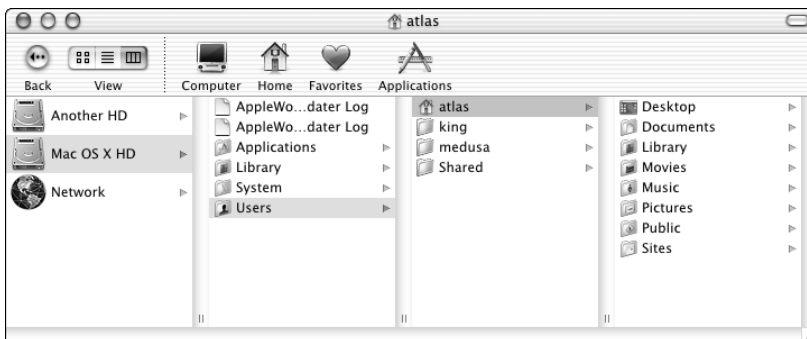 atlas
Back
View
Computer
Home
Favorites
Applications
Another HD
Mac OS X HD
Network
AppleWo...dater Log
AppleWo...dater Log
Applications
Library
System
Users
atlas
king
medusa
Shared
Desktop
Documents
Library
Movies
Music
Pictures
Public
Sites